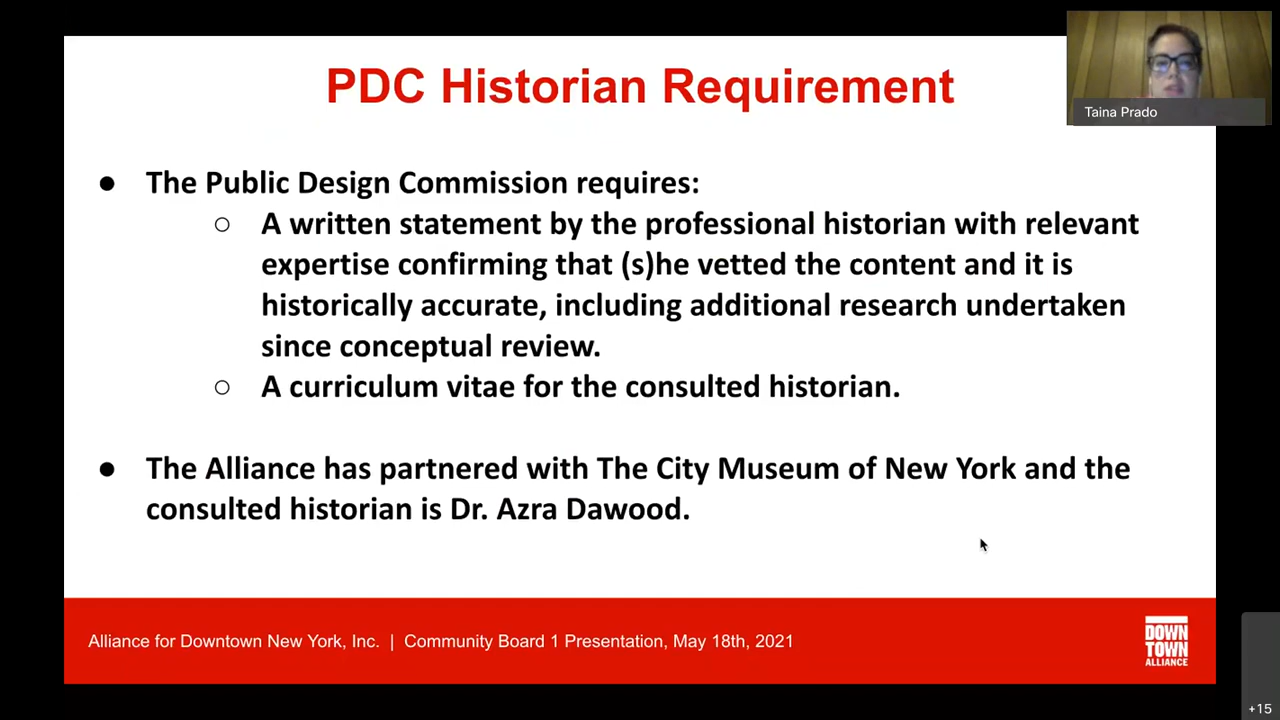 PDC Historian Requirement
Taina Prado
● The Public Design Commission requires:
○ A written statement by the professional historian with relevant
expertise confirming that (s)he vetted the content and it is
historically accurate, including additional research undertaken
since conceptual review.
○ A curriculum vitae for the consulted historian.
● The Alliance has partnered with The City Museum of New York and the
consulted historian is Dr. Azra Dawood.
Alliance for Downtown New York, Inc. | Community Board 1 Presentation, May 18th, 2021
DOWN
TOWN
ALLIANCE
+15